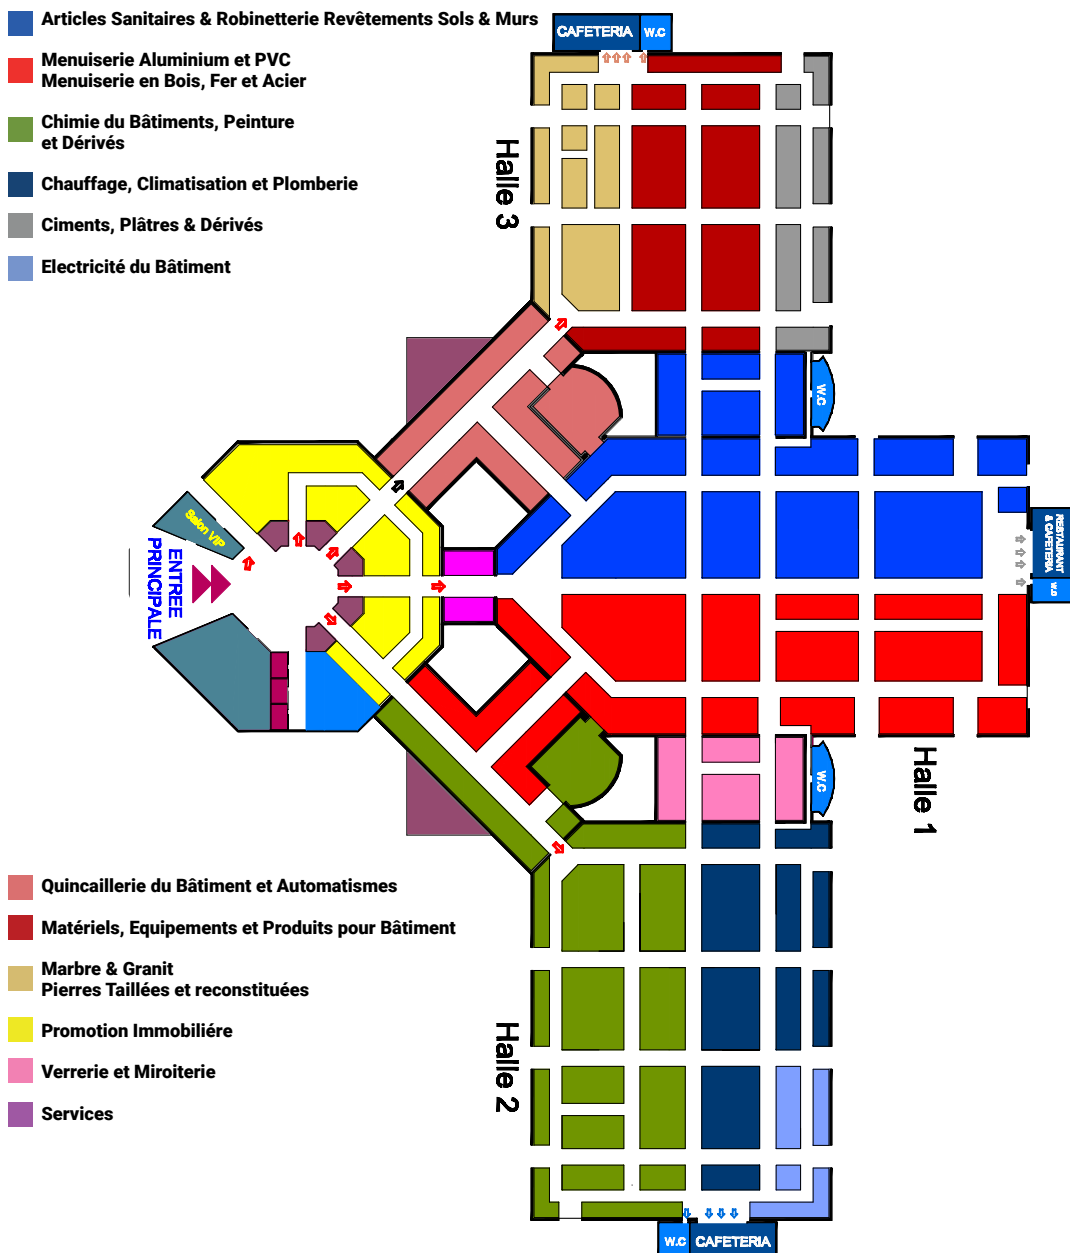 Articles Sanitaires & Robinetterie Revêtements Sols & Murs
Menuiserie Aluminium et PVC
Menuiserie en Bois, Fer et Acier
Chimie du Bâtiments, Peinture
et Dérivés
Chauffage, Climatisation et Plomberie
Ciments, Plâtres & Dérivés
Electricité du Bâtiment
CAFETERIA
W.C
Halle 3
W.C
Salon VIP
ENTREE
PRINCIPALE
RESTAURANT
& CAFETERIA
W.C
W.C
Halle 1
Quincaillerie du Bâtiment et Automatismes
Matériels, Equipements et Produits pour Bâtiment
Marbre & Granit
Pierres Taillées et reconstituées
Promotion Immobiliére
Verrerie et Miroiterie
Services
Halle 2
W.C
CAFETERIA